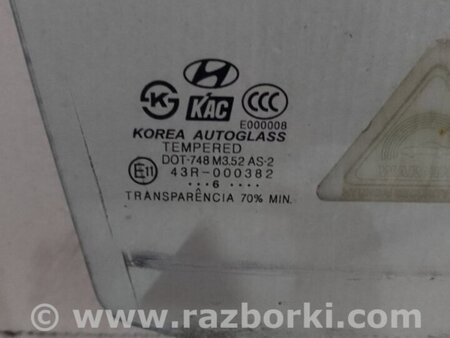 KAC
E000008
KOREA AUTOGLASS
TEMPERED
DOT-748 M3.52 AS-2
E11 43R-000382
...6 ....
TRANSPARÊNCIA 70% MIN.
© - www.razborki.com -